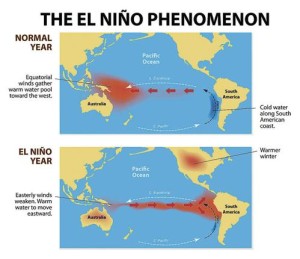 THE EL NIÑO PHENOMENON
NORMAL
YEAR
Pacific
Ocean
Equatorial
winds gather
warm water pool
toward the west.
Australia
South
America
Cold water
along South
American
coast.
EL NIÑO
YEAR
Warmer
winter
Pacific
Ocean
Easterly winds
weaken. Warm
water to move
eastward.
Australia
South
America